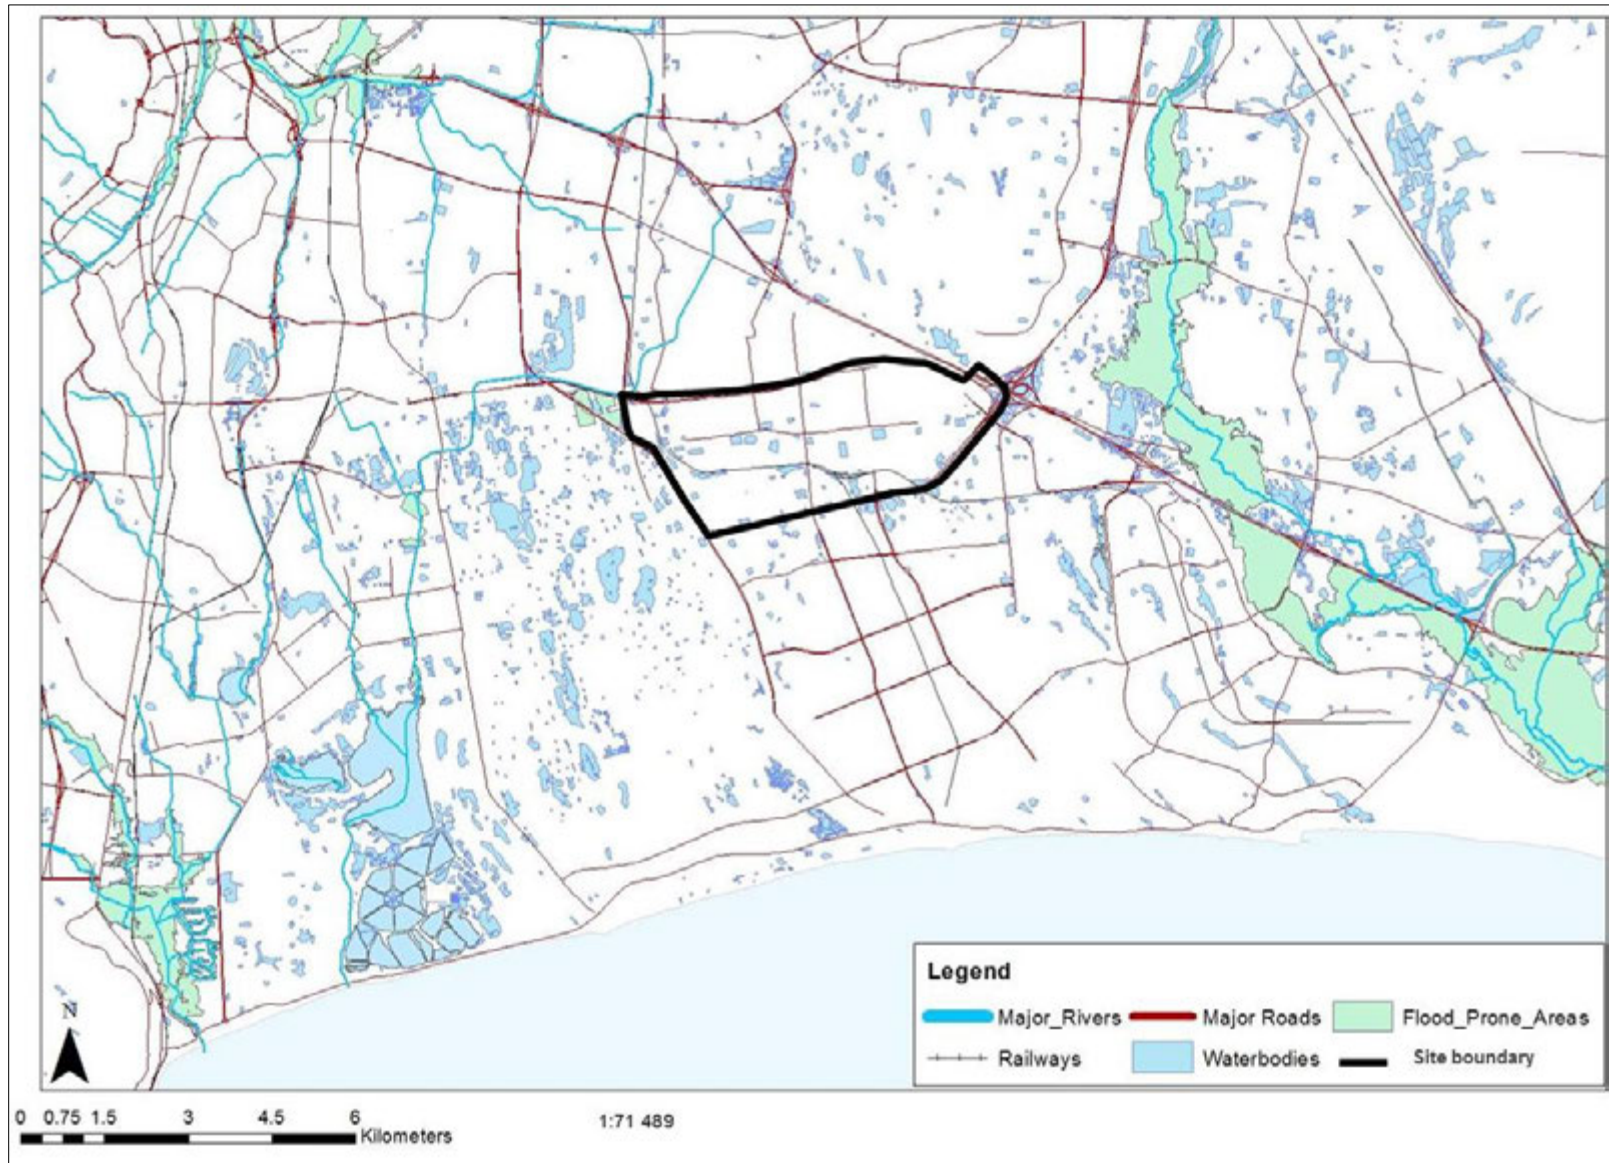 Legend
Major_Rivers Major Roads Flood_Prone_Areas
Railways Waterbodies Site boundary
N
0 0.75 1.5 3 4.5 6
Kilometers
1:71 489